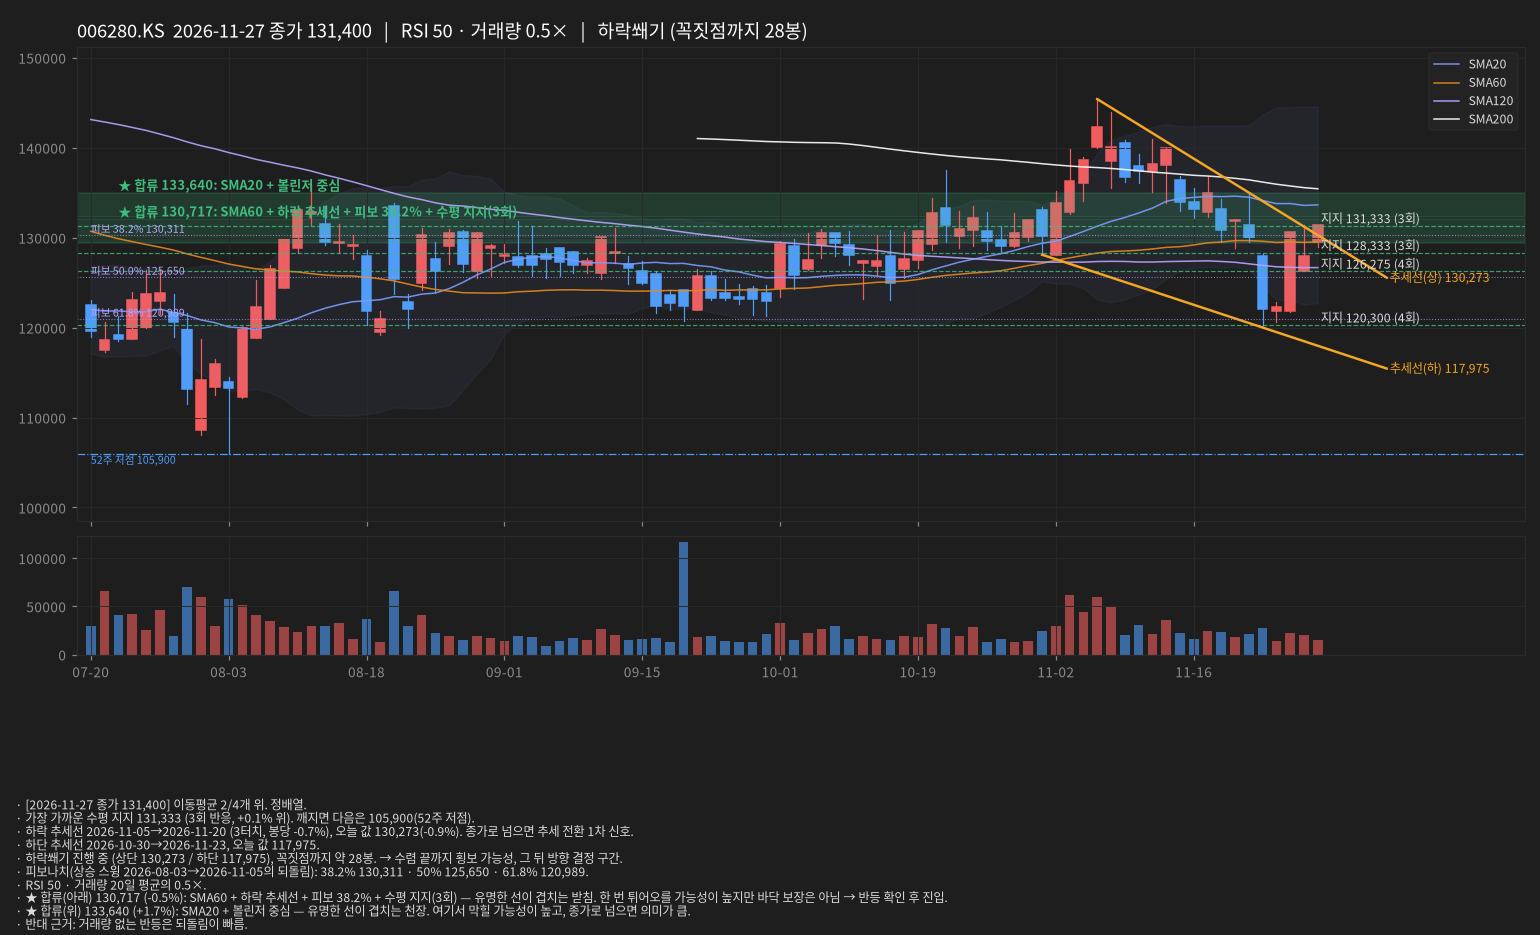 006280.KS 2026-11-27 종가 131,400 | RSI 50 · 거래량 0.5× | 하락쐐기 (꼭짓점까지 28봉)
150000
SMA20
SMA60
SMA120
SMA200
140000
★ 합류 133,640: SMA20 + 볼린저 중심
★ 합류 130,717: SMA60 + 하락 추세선 + 피보 38.2% + 수평 지지(3회)
지지 131,333 (3회)
피보 38.2% 130,311
130000
지지 128,333 (3회)
지지 126,275 (4회)
피보 50.0% 125,650
추세선(상) 130,273
피보 61.8% 120,989
지지 120,300 (4회)
120000
추세선(하) 117,975
110000
52주 저점 105,900
100000
100000
50000
0
07-20 08-03 08-18 09-01 09-15 10-01 10-19 11-02 11-16
· [2026-11-27 종가 131,400] 이동평균 2/4개 위. 정배열.
· 가장 가까운 수평 지지 131,333 (3회 반응, +0.1% 위). 깨지면 다음은 105,900(52주 저점).
· 하락 추세선 2026-11-05→2026-11-20 (3터치, 봉당 -0.7%), 오늘 값 130,273(-0.9%). 종가로 넘으면 추세 전환 1차 신호.
· 하단 추세선 2026-10-30→2026-11-23, 오늘 값 117,975.
· 하락쐐기 진행 중 (상단 130,273 / 하단 117,975), 꼭짓점까지 약 28봉. → 수렴 끝까지 횡보 가능성, 그 뒤 방향 결정 구간.
· 피보나치(상승 스윙 2026-08-03→2026-11-05의 되돌림): 38.2% 130,311 · 50% 125,650 · 61.8% 120,989.
· RSI 50 · 거래량 20일 평균의 0.5×.
· ★ 합류(아래) 130,717 (-0.5%): SMA60 + 하락 추세선 + 피보 38.2% + 수평 지지(3회) — 유명한 선이 겹치는 받침. 한 번 튀어오를 가능성이 높지만 바닥 보장은 아님 → 반등 확인 후 진입.
· ★ 합류(위) 133,640 (+1.7%): SMA20 + 볼린저 중심 — 유명한 선이 겹치는 천장. 여기서 막힐 가능성이 높고, 종가로 넘으면 의미가 큼.
· 반대 근거: 거래량 없는 반등은 되돌림이 빠름.